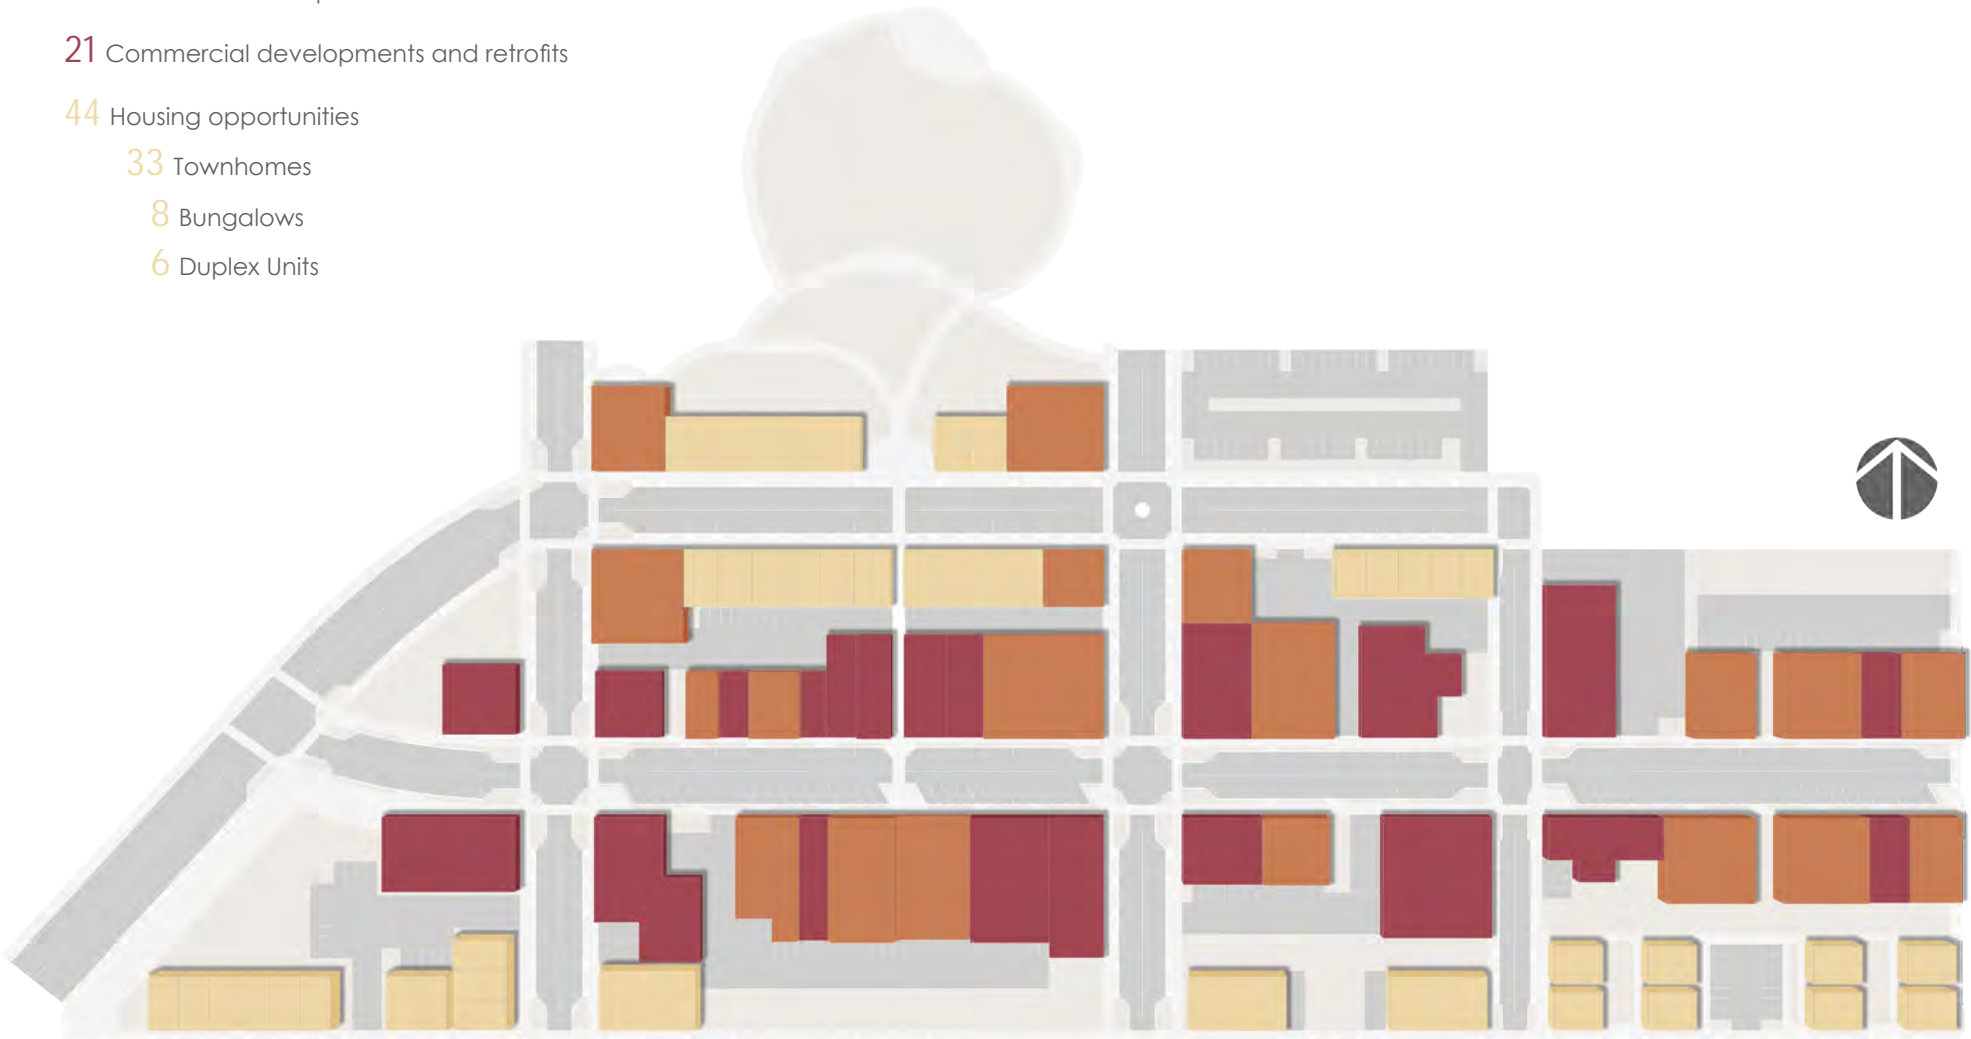 21 Commercial developments and retrofits
44 Housing opportunities
33 Townhomes
8 Bungalows
6 Duplex Units